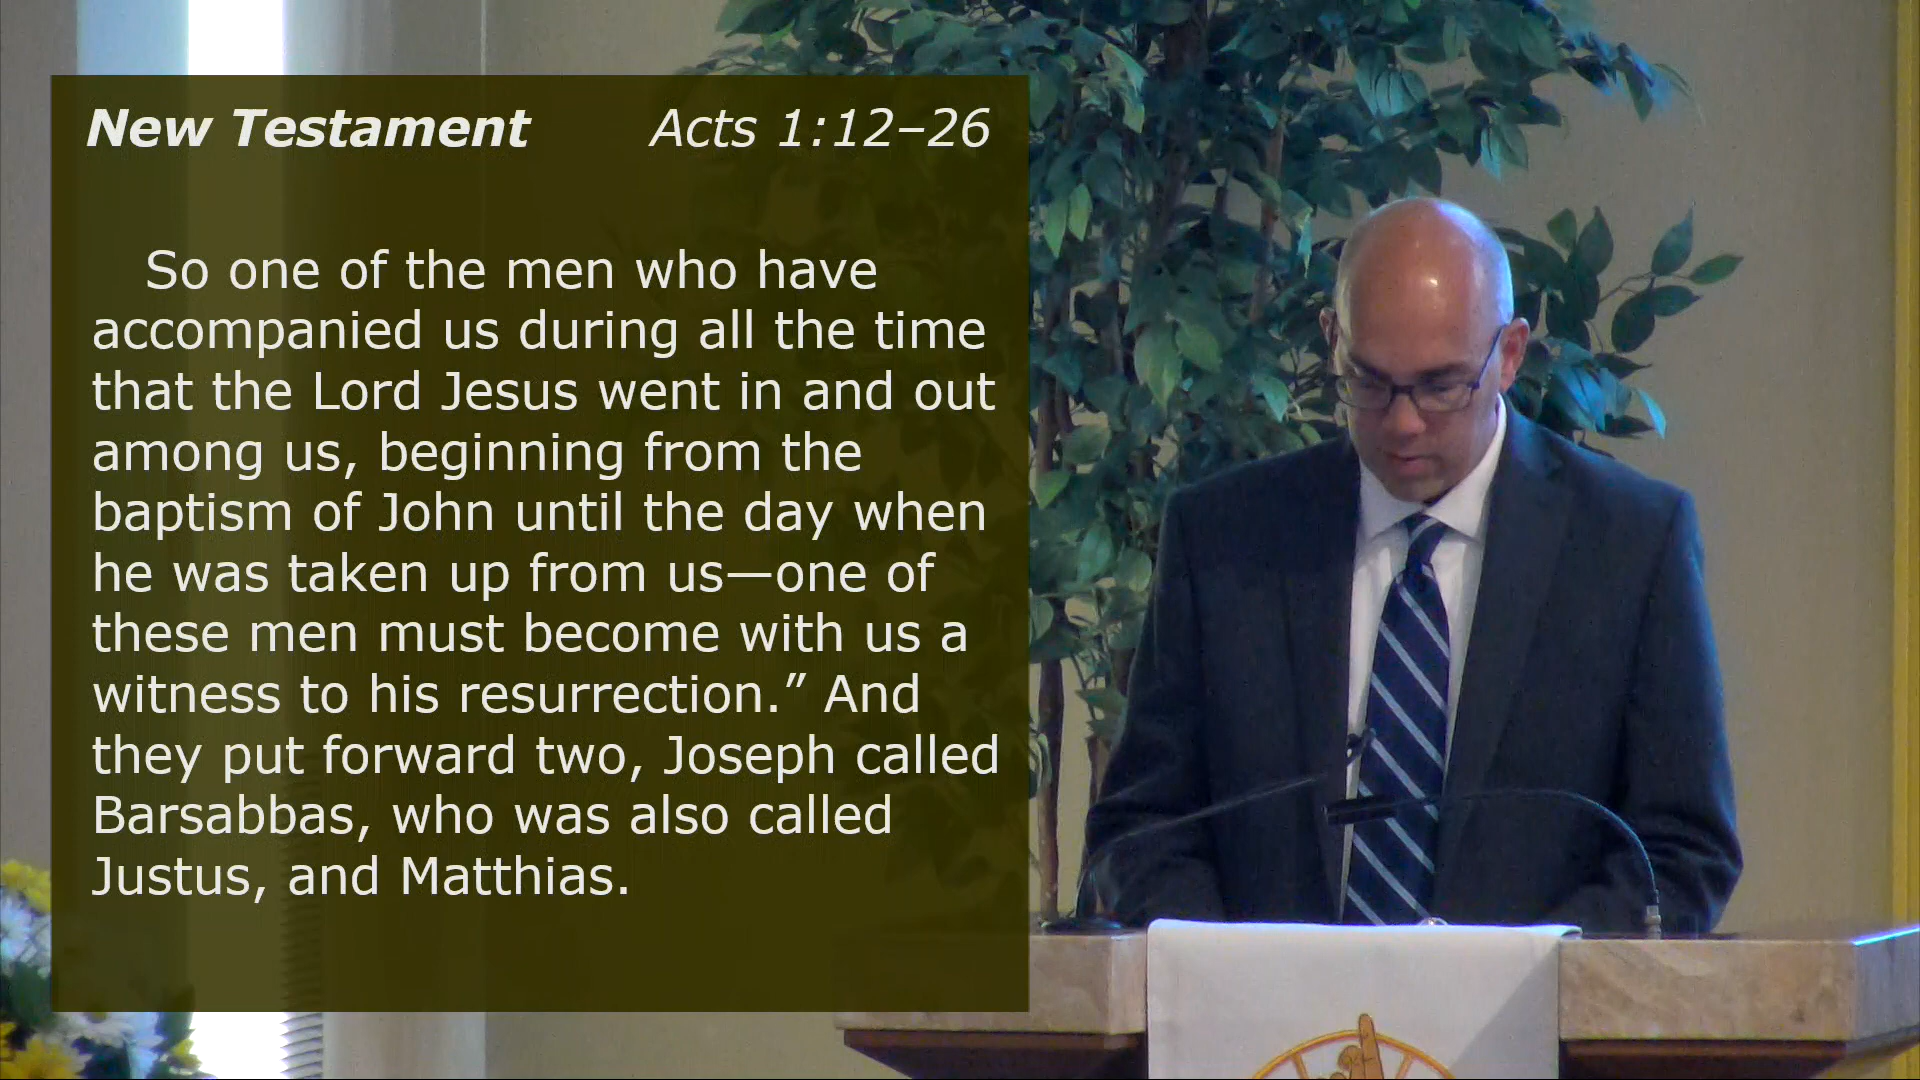 New Testament Acts 1:12–26
So one of the men who have
accompanied us during all the time
that the Lord Jesus went in and out
among us, beginning from the
baptism of John until the day when
he was taken up from us—one of
these men must become with us a
witness to his resurrection.” And
they put forward two, Joseph called
Barsabbas, who was also called
Justus, and Matthias.